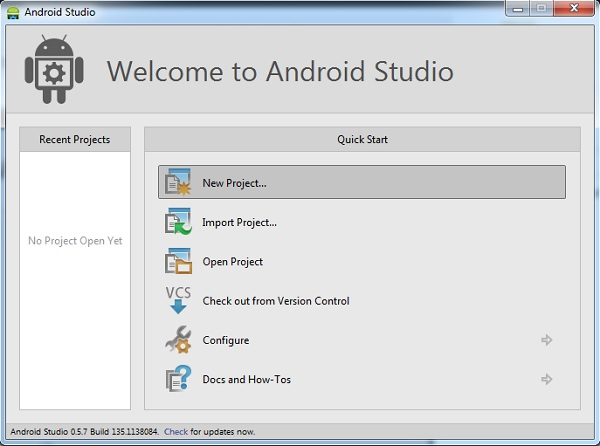 Android Studio
Welcome to Android Studio
Recent Projects
No Project Open Yet
Quick Start
New Project...
Import Project...
Open Project
VCS
Check out from Version Control
Configure
Docs and How-Tos
Android Studio 0.5.7 Build 135.1138084. Check for updates now.